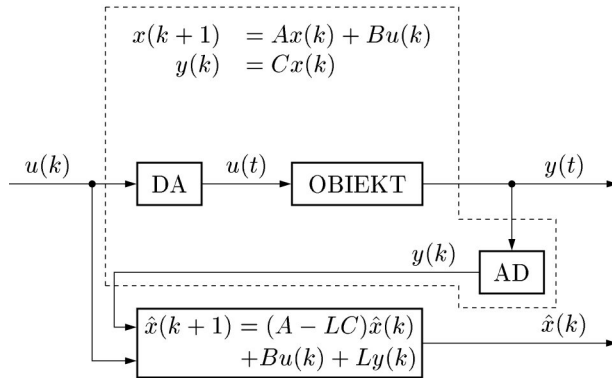 x(k + 1) = Ax(k) + Bu(k)
y(k) = Cx(k)
u(k)
DA
u(t)
OBIEKT
y(t)
y(k)
AD
x̂(k + 1) = (A − LC)x̂(k)
+Bu(k) + Ly(k)
x̂(k)